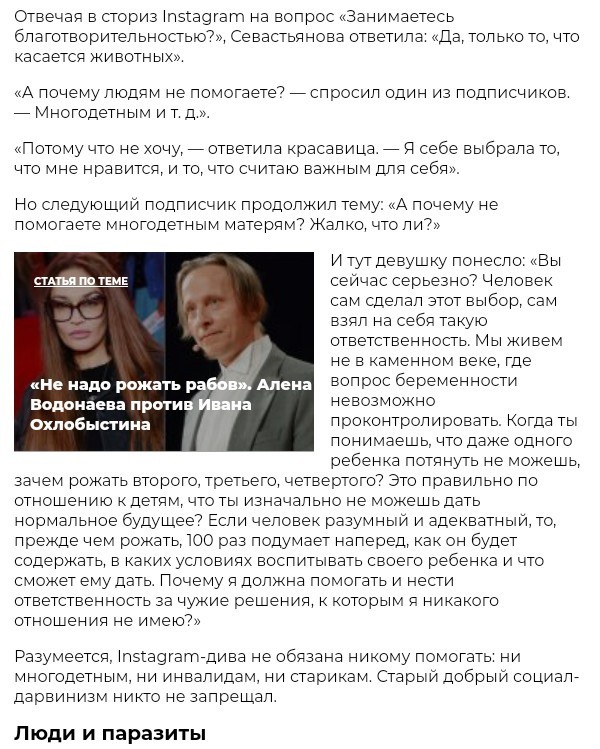 Отвечая в сториз Instagram на вопрос «Занимаетесь
благотворительностью?», Севастьянова ответила: «Да, только то, что
касается животных».
«А почему людям не помогаете? — спросил один из подписчиков.
— Многодетным и т. д.».
«Потому что не хочу, — ответила красавица. — Я себе выбрала то,
что мне нравится, и то, что считаю важным для себя».
Но следующий подписчик продолжил тему: «А почему не
помогаете многодетным матерям? Жалко, что ли?»
СТАТЬЯ ПО ТЕМЕ
«Не надо рожать рабов». Алена
Водонаева против Ивана
Охлобыстина
И тут девушку понесло: «Вы
сейчас серьезно? Человек
сам сделал этот выбор, сам
взял на себя такую
ответственность. Мы живем
не в каменном веке, где
вопрос беременности
невозможно
проконтролировать. Когда ты
понимаешь, что даже одного
ребенка потянуть не можешь,
зачем рожать второго, третьего, четвертого? Это правильно по
отношению к детям, что ты изначально не можешь дать
нормальное будущее? Если человек разумный и адекватный, то,
прежде чем рожать, 100 раз подумает наперед, как он будет
содержать, в каких условиях воспитывать своего ребенка и что
сможет ему дать. Почему я должна помогать и нести
ответственность за чужие решения, к которым я никакого
отношения не имею?»
Разумеется, Instagram-дива не обязана никому помогать: ни
многодетным, ни инвалидам, ни старикам. Старый добрый социал-
дарвинизм никто не запрещал.
Люди и паразиты